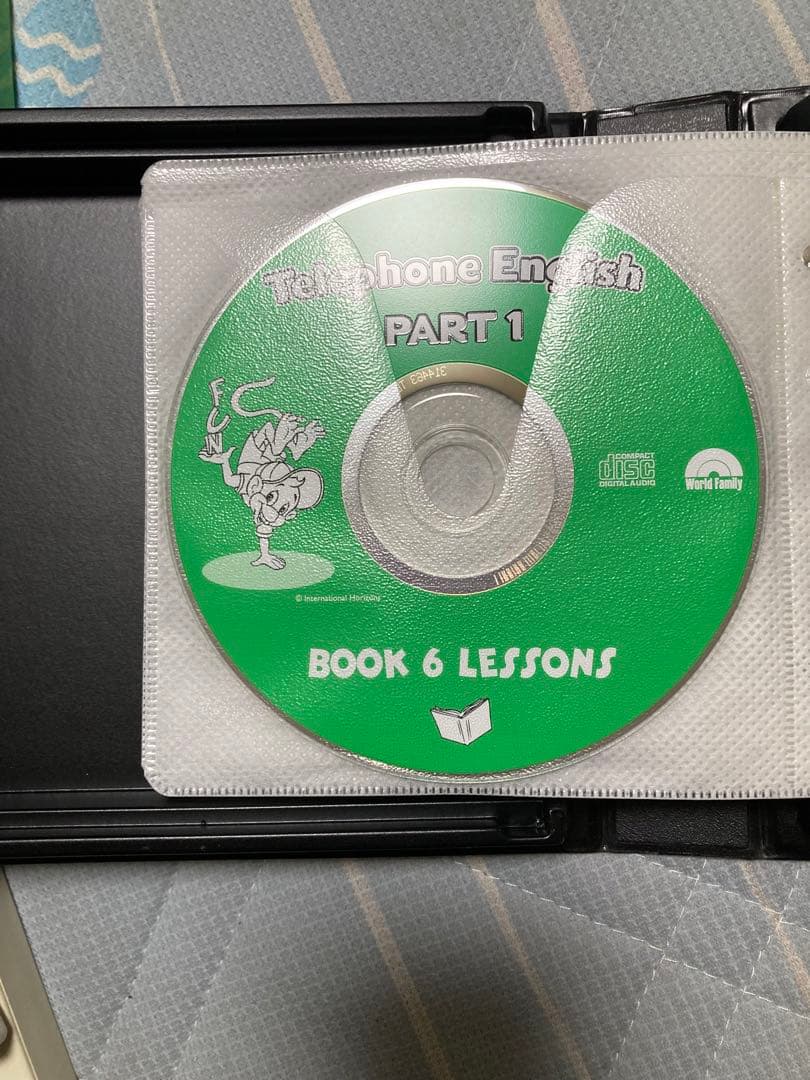 Telephone English
PART 1
FUN
COMPACT
disc
DIGITAL AUDIO
World Family
© International Horizons
BOOK 6 LESSONS